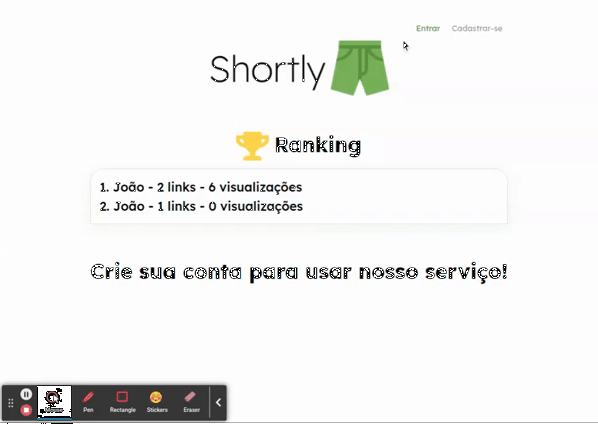 Entrar Cadastrar-se
Shortly
Ranking
1. João - 2 links - 6 visualizações
2. João - 1 links - 0 visualizações
Crie sua conta para usar nosso serviço!
Pen Rectangle Stickers Eraser